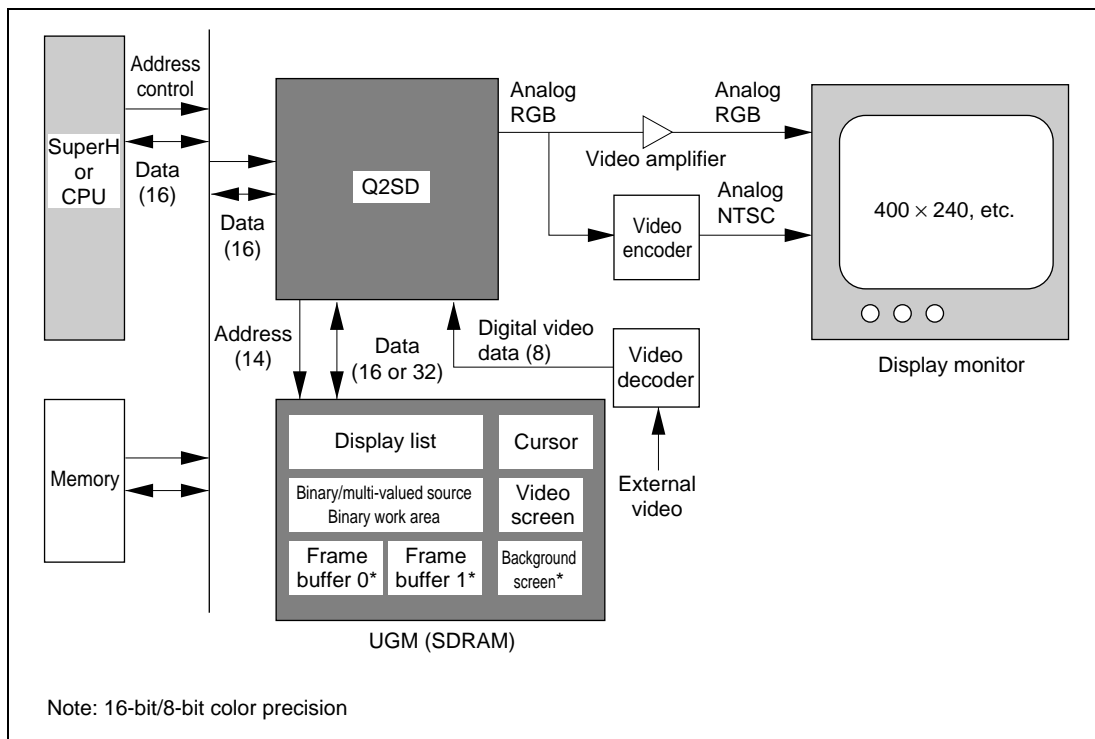 Address
control
SuperH
or
CPU
Data
(16)
Data
(16)
Q2SD
Analog
RGB
Video amplifier
Analog
RGB
Video
encoder
Analog
NTSC
400 × 240, etc.
Display monitor
Address
(14)
Data
(16 or 32)
Digital video
data (8)
Video
decoder
External
video
Memory
Display list
Cursor
Binary/multi-valued source
Binary work area
Video
screen
Frame
buffer 0*
Frame
buffer 1*
Background
screen*
UGM (SDRAM)
Note: 16-bit/8-bit color precision